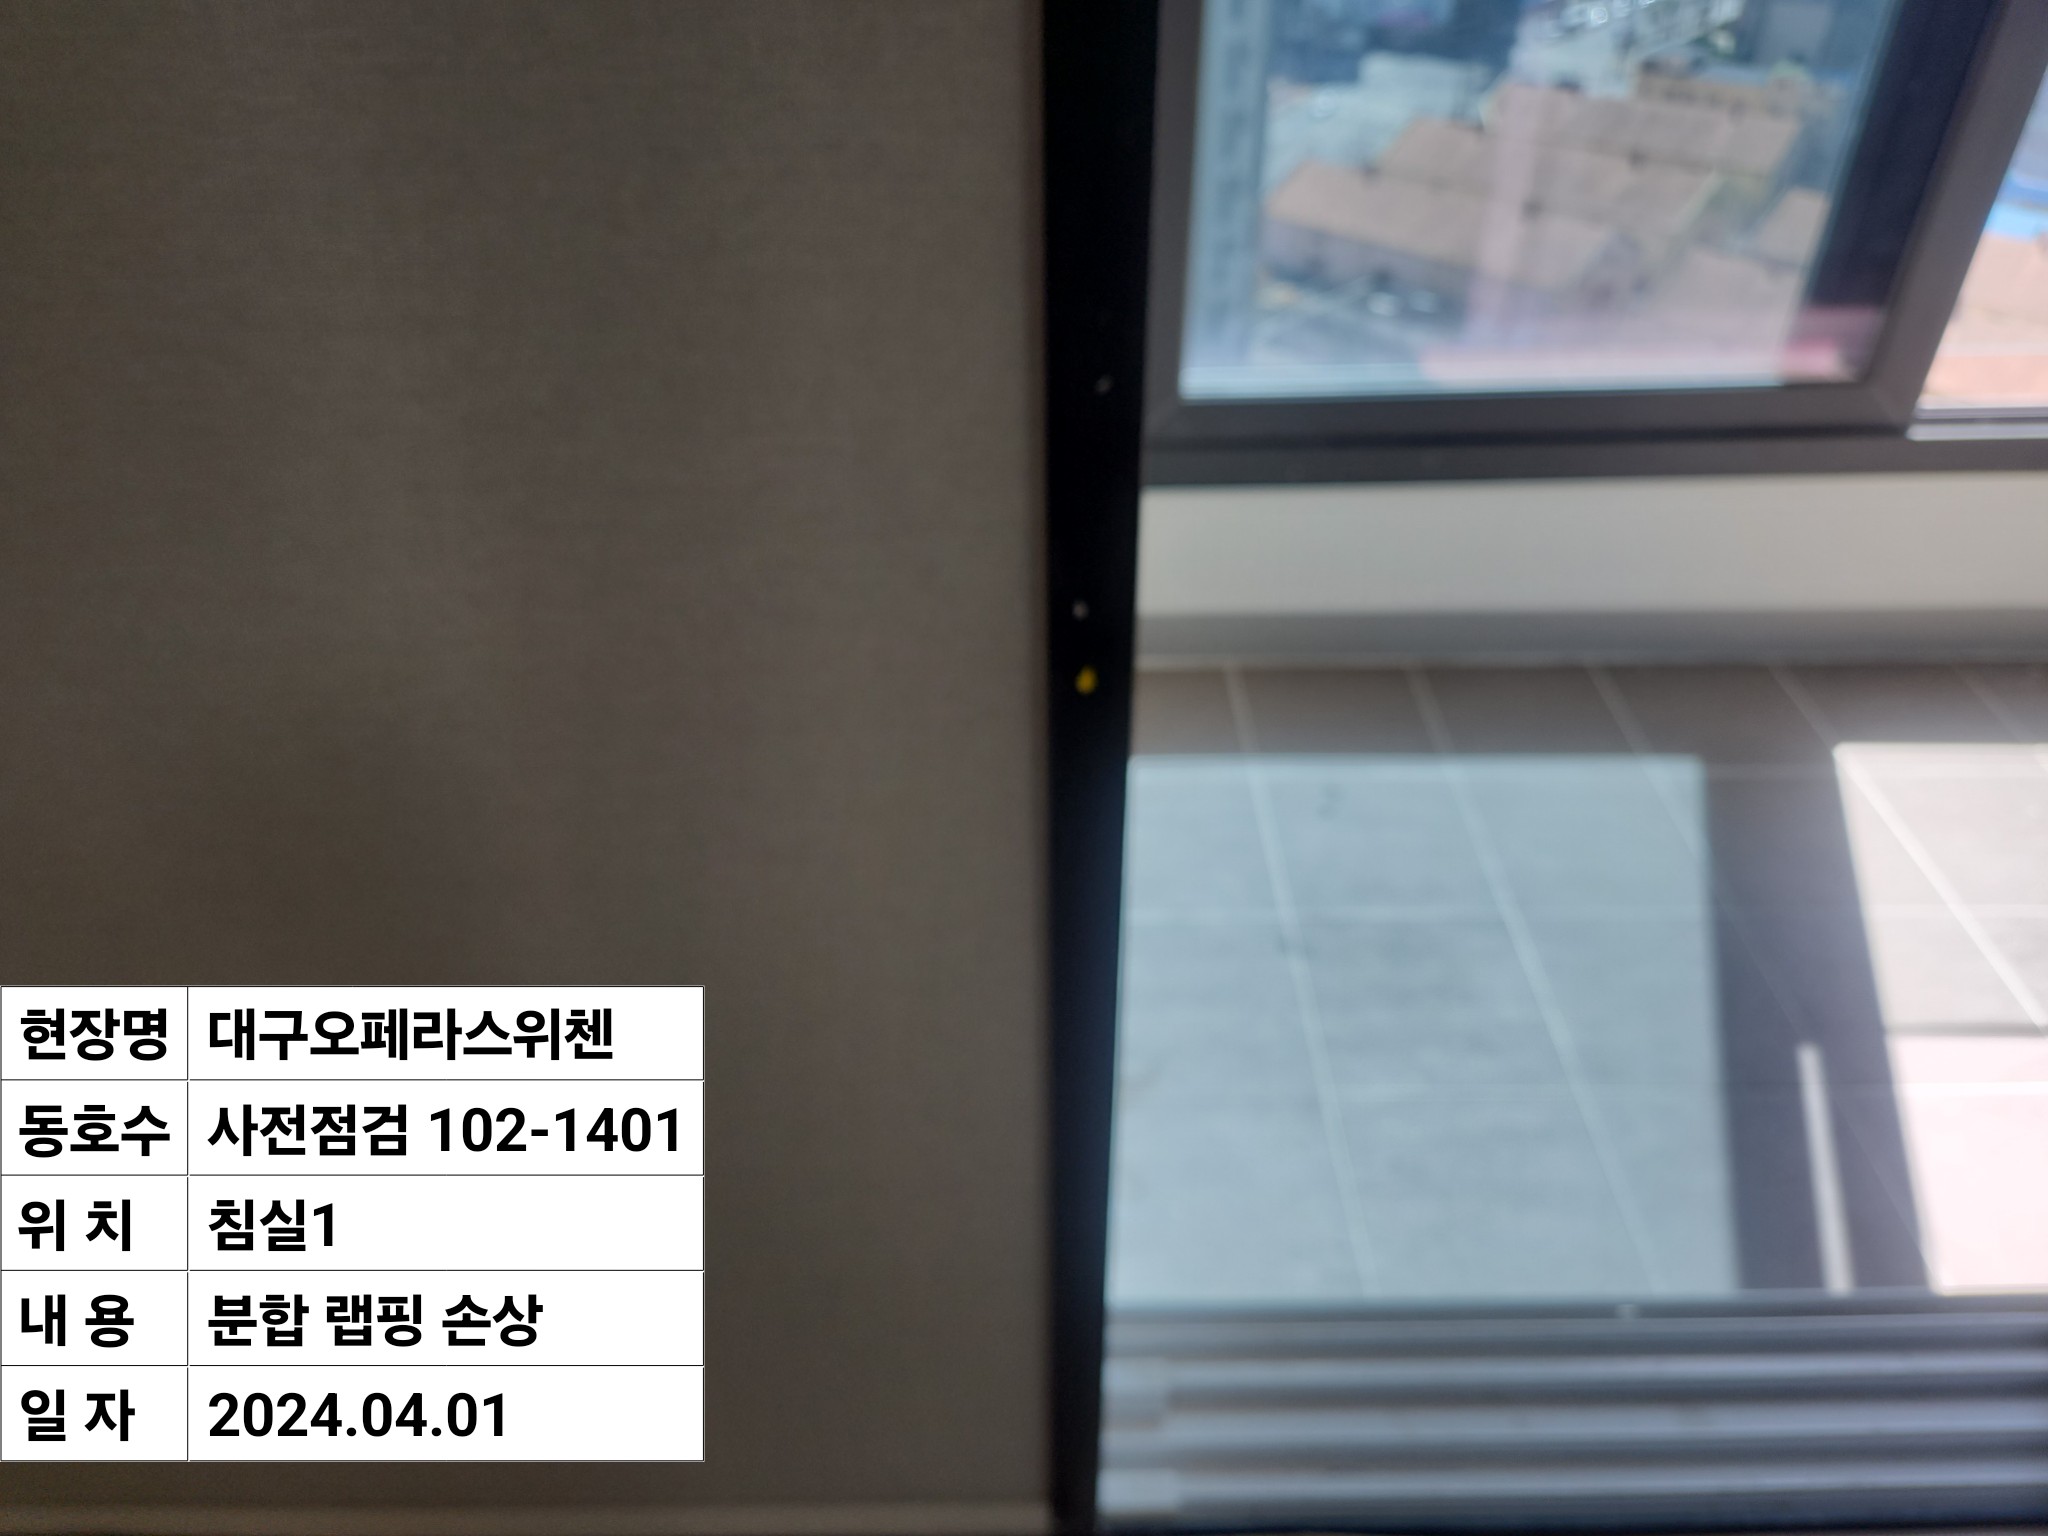 현장명 대구오페라스위첸
동호수 사전점검 102-1401
위 치 침실1
내 용 분합 랩핑 손상
일 자 2024.04.01